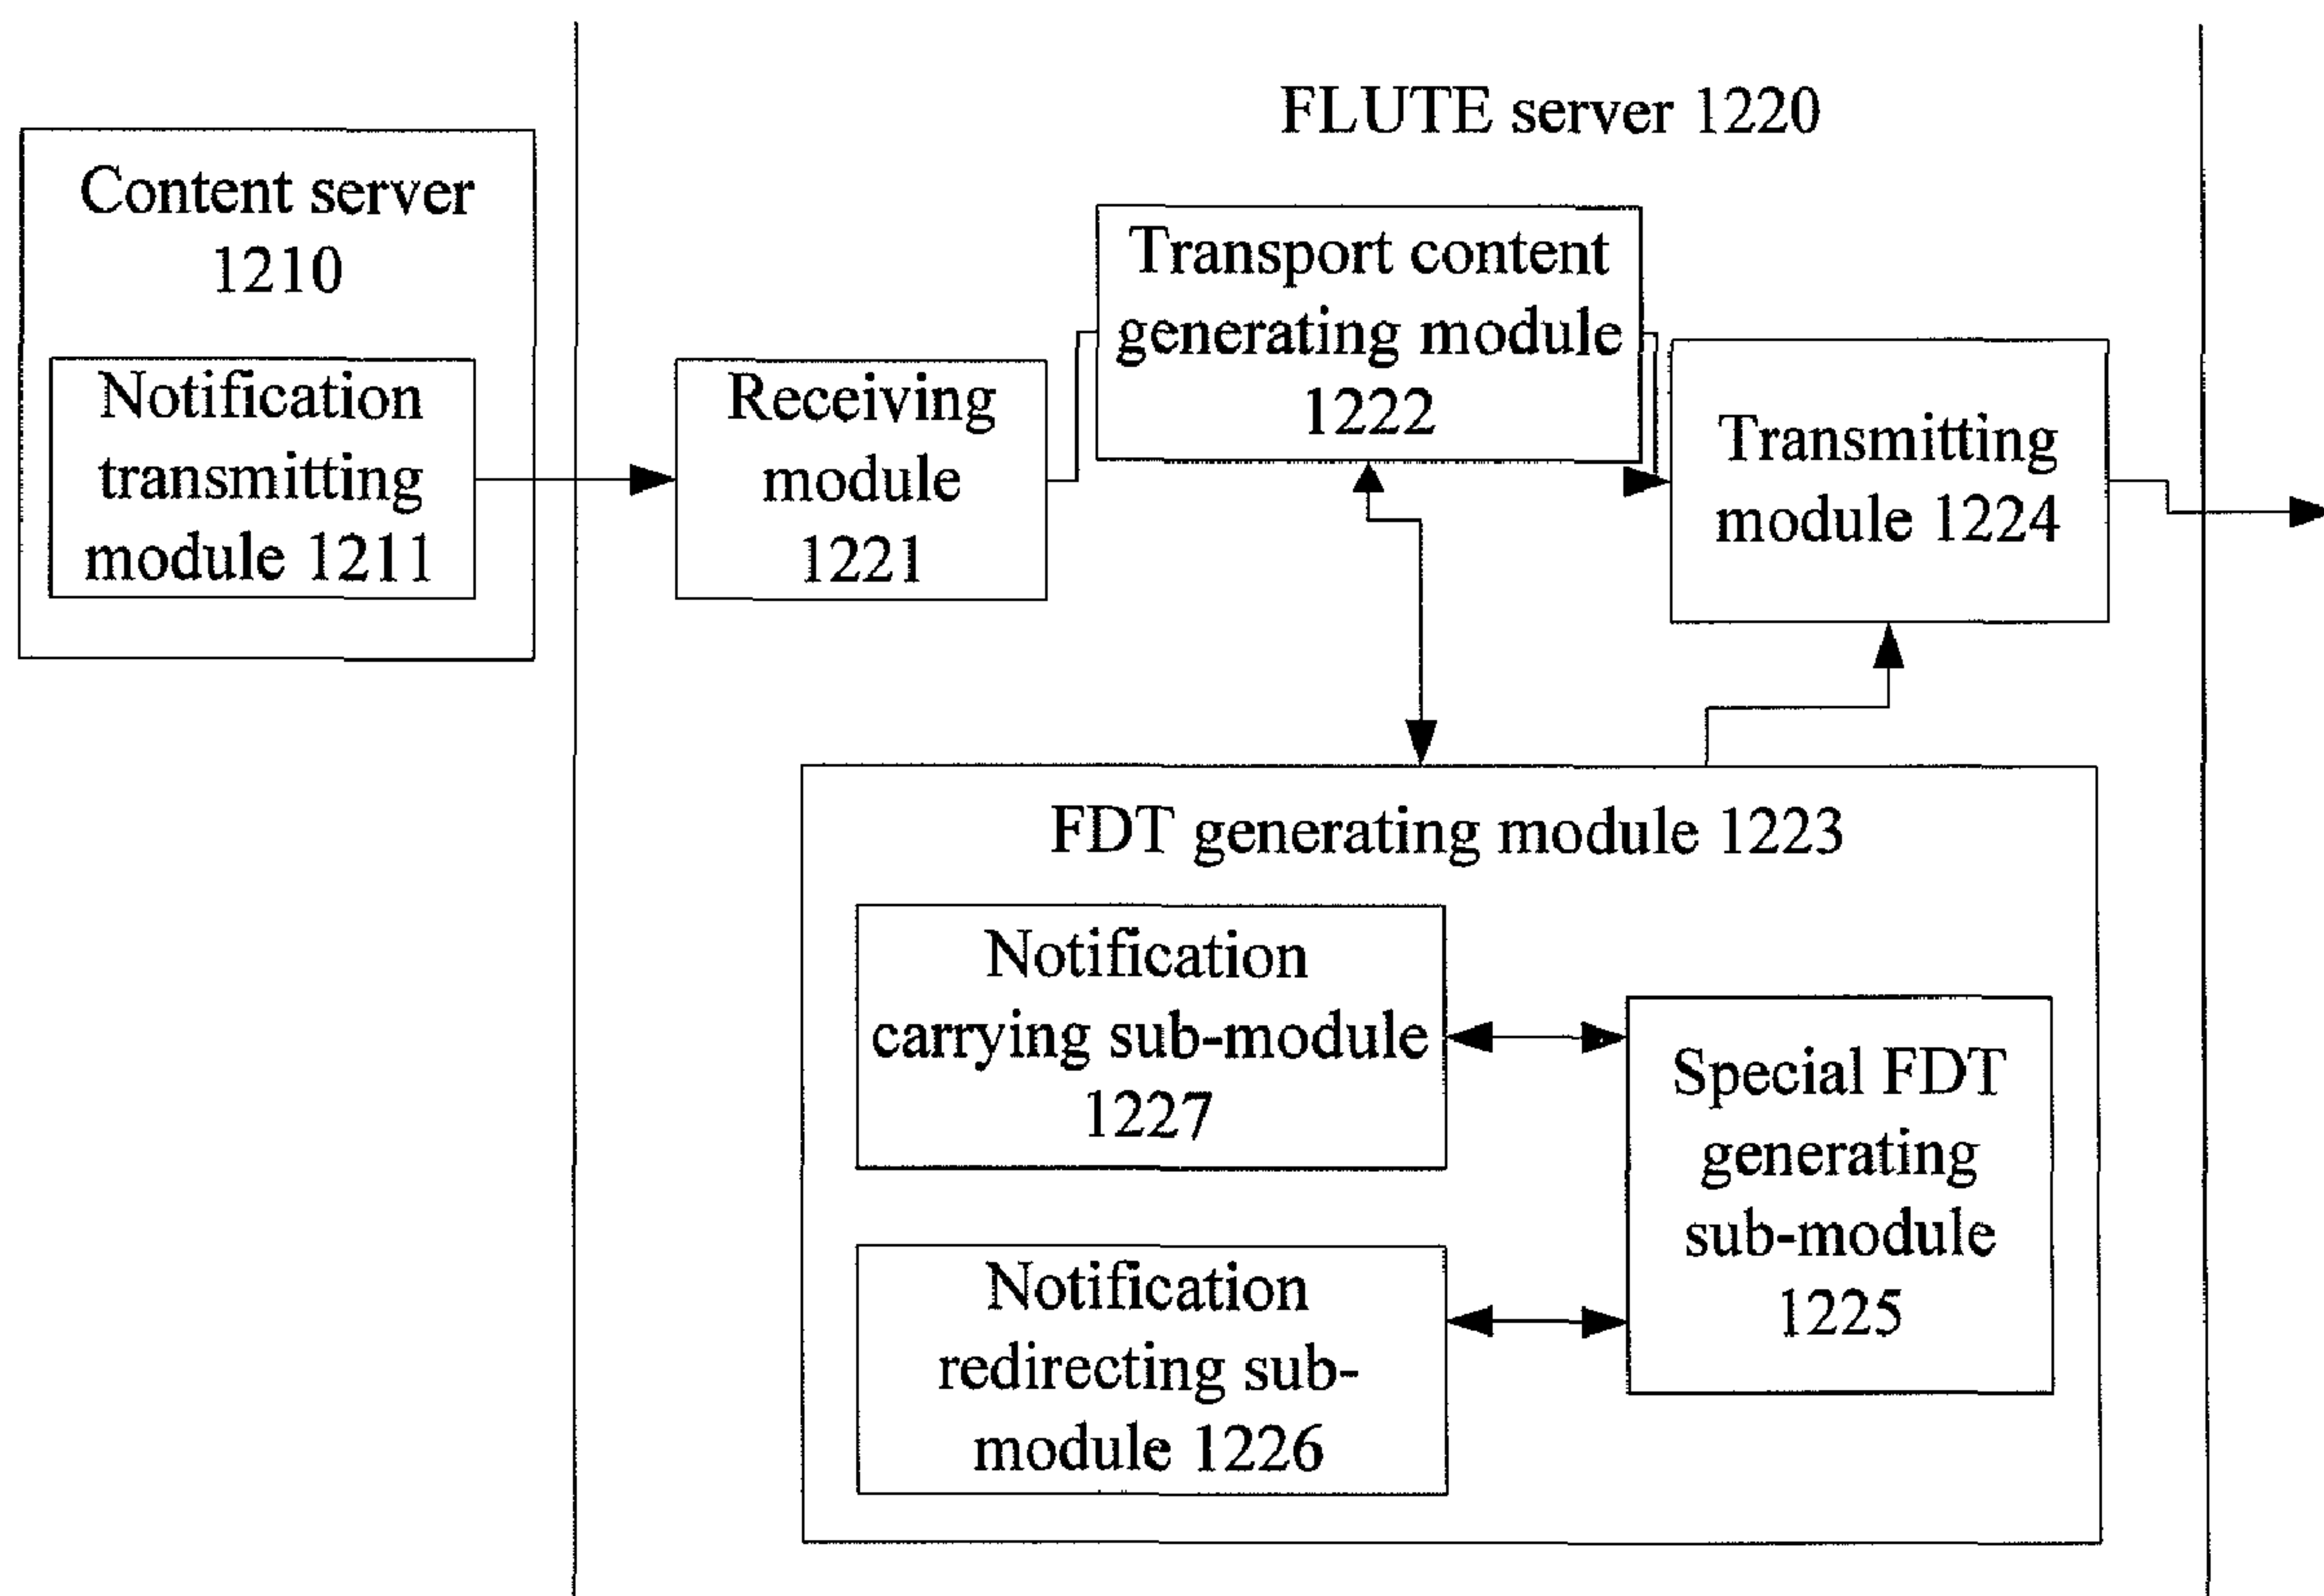 FLUTE server 1220
Content server
1210
Notification
transmitting
module 1211
Receiving
module
1221
Transport content
generating module
1222
Transmitting
module 1224
FDT generating module 1223
Notification
carrying sub-module
1227
Special FDT
generating
sub-module
1225
Notification
redirecting sub-
module 1226